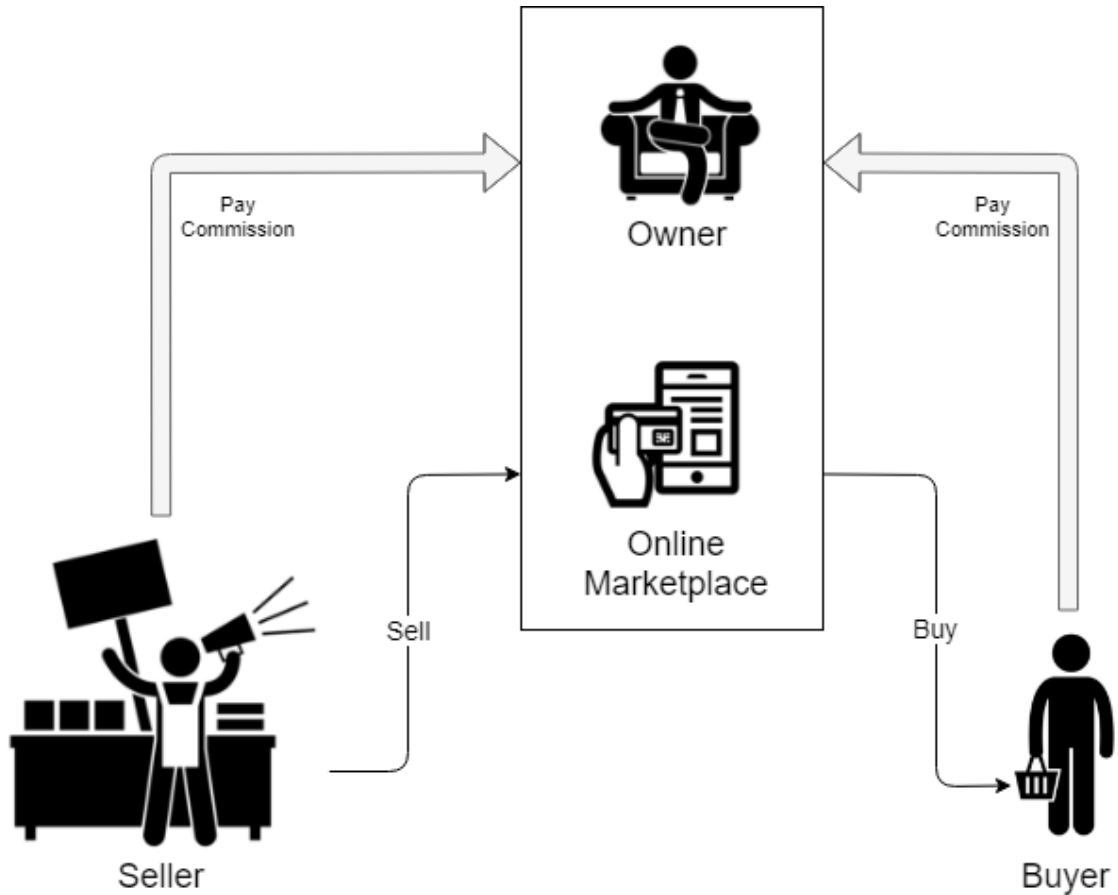 Owner
Pay
Commission
Pay
Commission
Online
Marketplace
Sell
Buy
Seller
Buyer